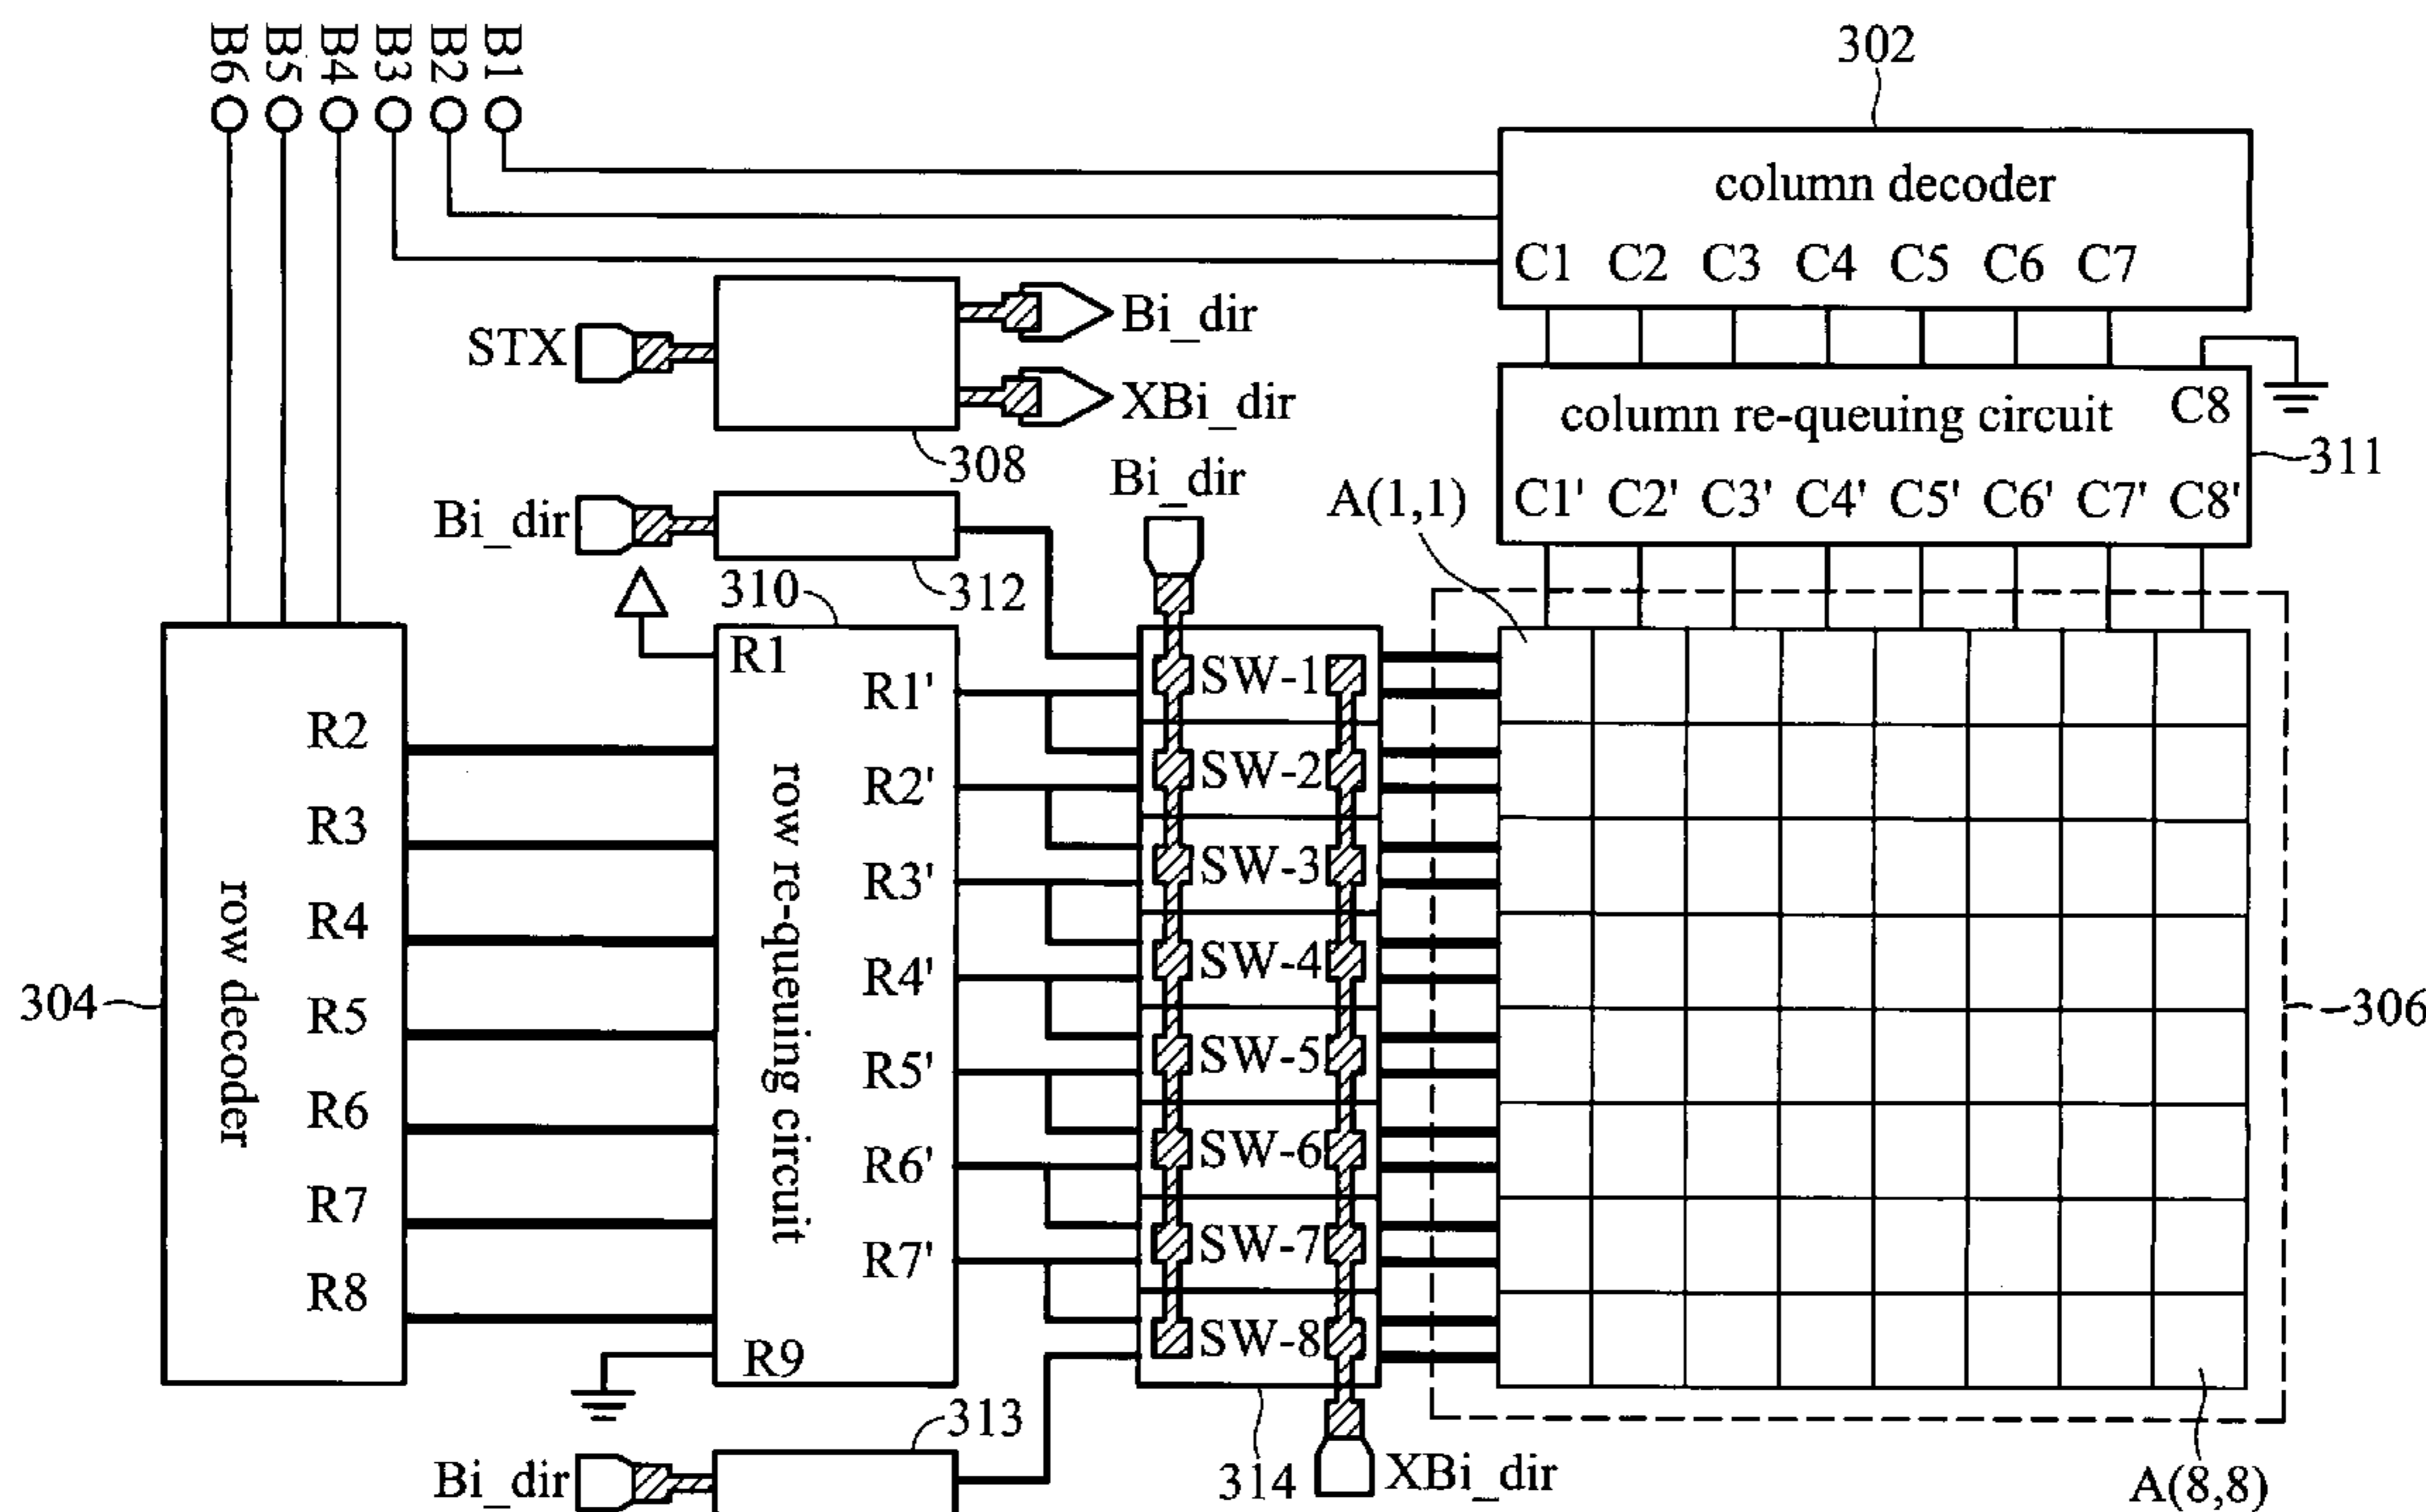 B6 B5 B4 B3 B2 B1
302
column decoder
C1 C2 C3 C4 C5 C6 C7
STX
Bi_dir
XBi_dir
308
C8
column re-queuing circuit
311
C1' C2' C3' C4' C5' C6' C7' C8'
Bi_dir
312
Bi_dir
A(1,1)
310
R1
R1'
R2'
R3'
R4'
R5'
R6'
R7'
R9
row re-queuing circuit
R2
R3
R4
R5
R6
R7
R8
row decoder
304
SW-1
SW-2
SW-3
SW-4
SW-5
SW-6
SW-7
SW-8
306
313
Bi_dir
314
XBi_dir
A(8,8)